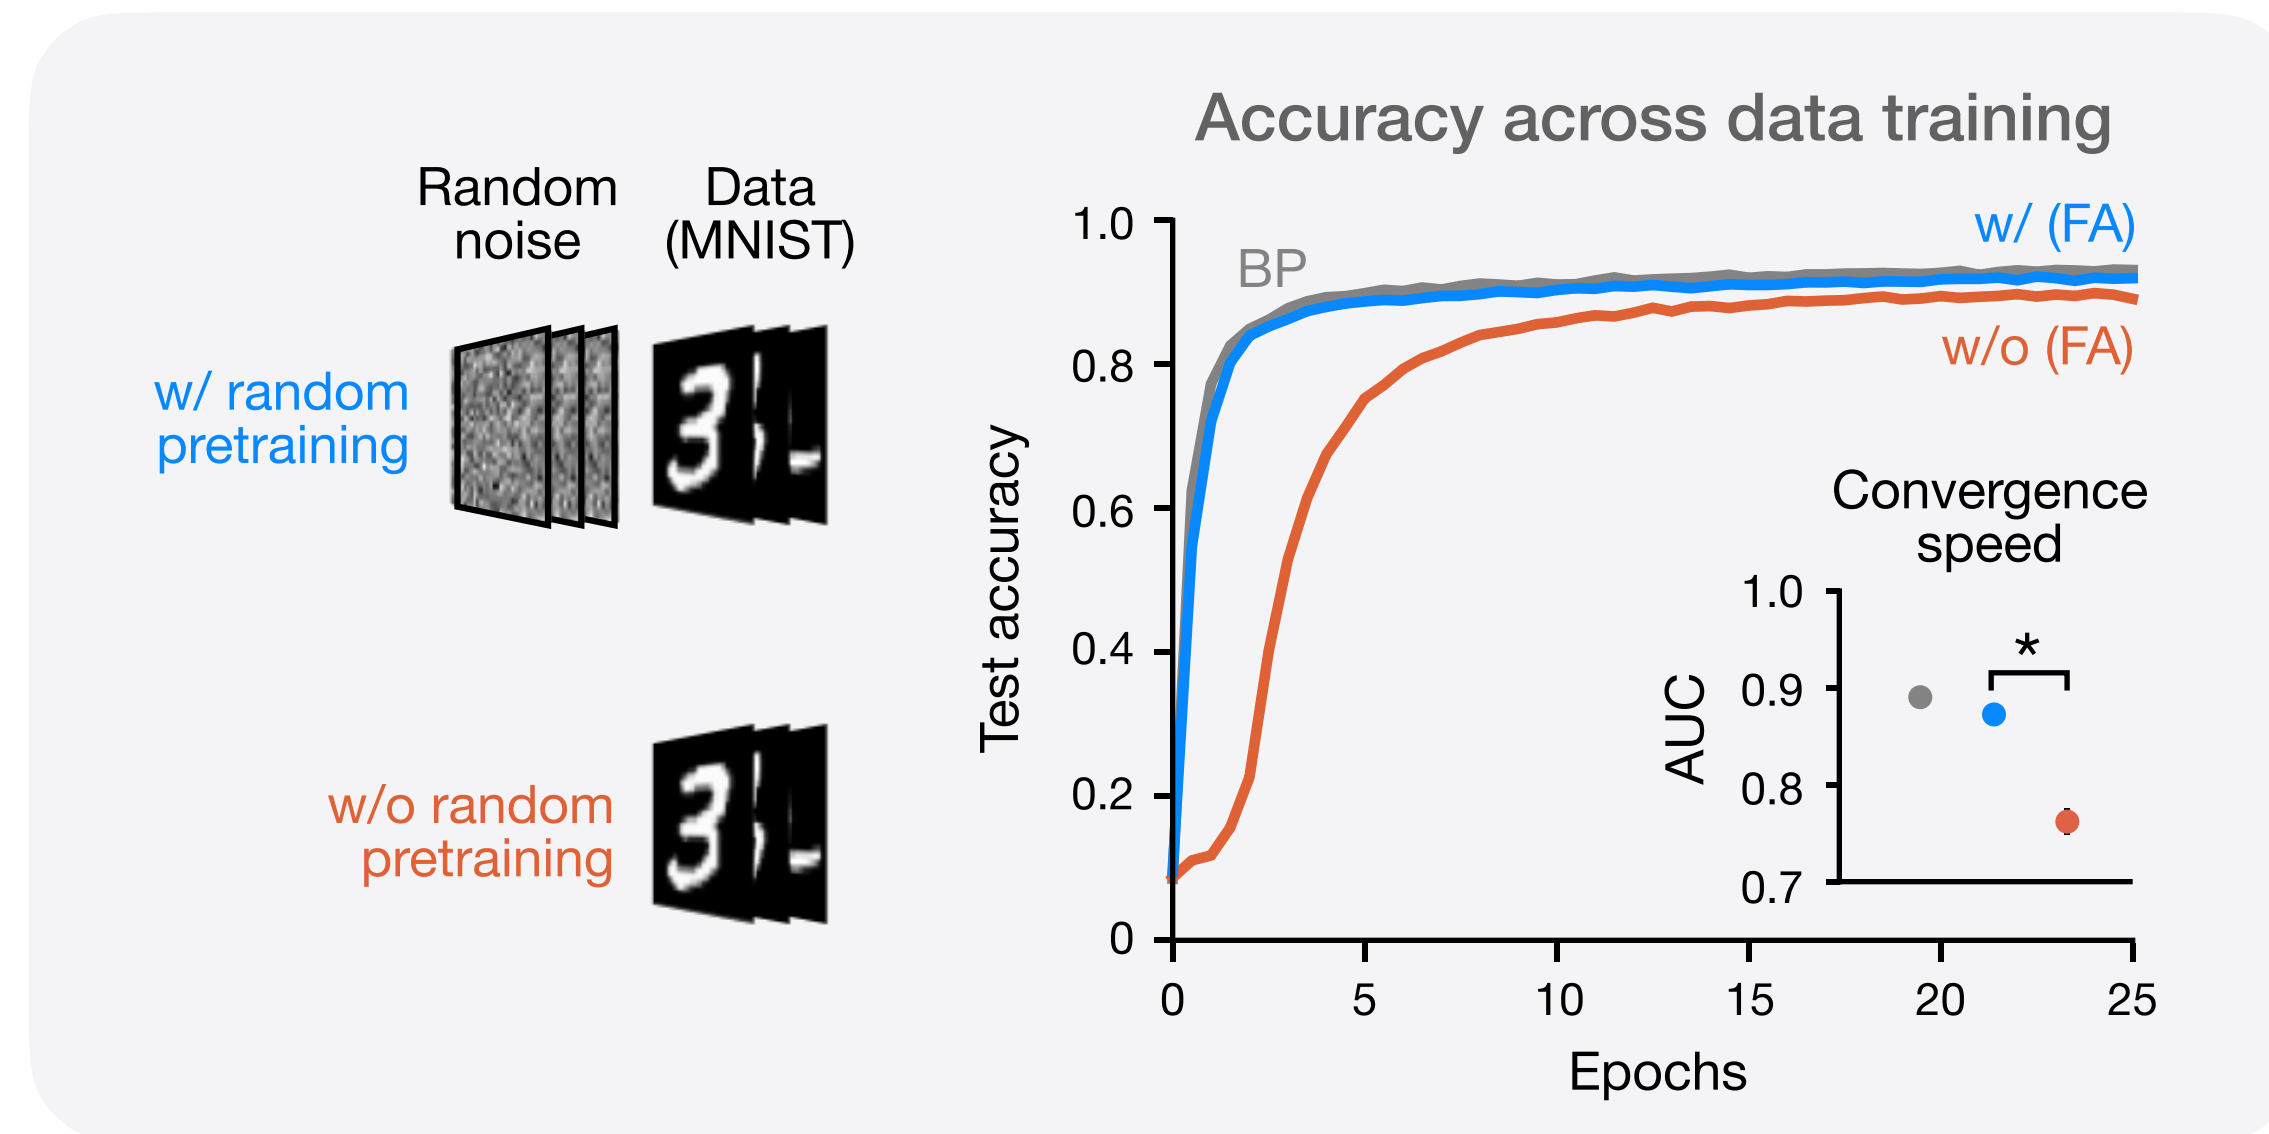 Random
noise
Data
(MNIST)
w/ random
pretraining
w/o random
pretraining
Accuracy across data training
Test accuracy
1.0
0.8
0.6
0.4
0.2
0
BP
w/ (FA)
w/o (FA)
0
5
10
15
20
25
Epochs
Convergence
speed
AUC
1.0
0.9
0.8
0.7
*